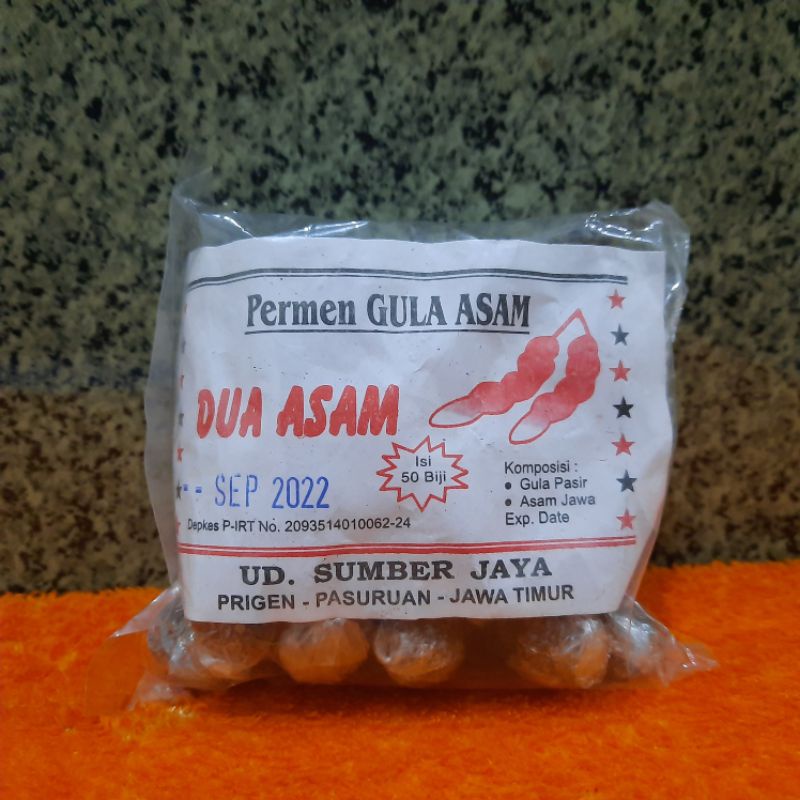 Permen GULA ASAM
DUA ASAM
Isi
50 Biji
-- SEP 2022
Komposisi :
• Gula Pasir
• Asam Jawa
Exp. Date
Depkes P-IRT No. 2093514010062-24
UD. SUMBER JAYA
PRIGEN - PASURUAN - JAWA TIMUR